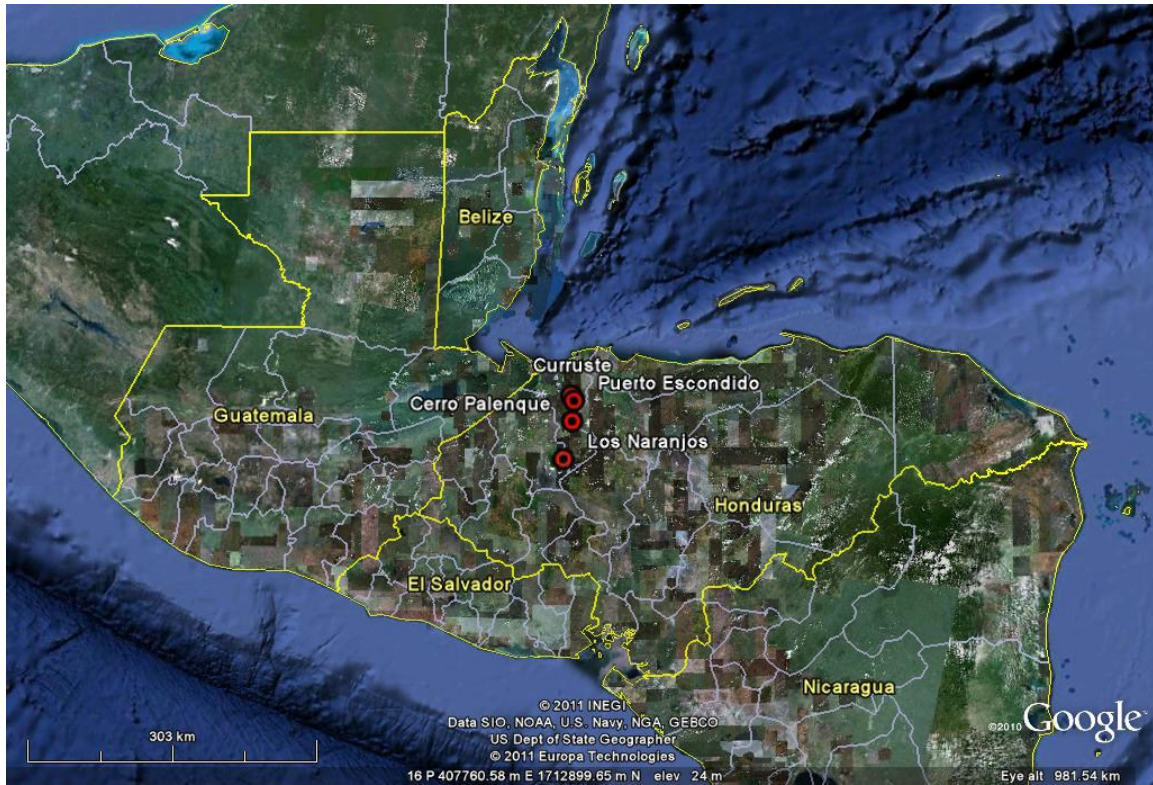 Belize
Curruste
Puerto Escondido
Cerro Palenque
Guatemala
Los Naranjos
Honduras
El Salvador
Nicaragua
© 2011 INEGI
Data SIO, NOAA, U.S. Navy, NGA, GEBCO
US Dept of State Geographer
© 2011 Europa Technologies
©2010 Google™
303 km
16 P 407760.58 m E 1712899.65 m N elev 24 m
Eye alt 981.54 km